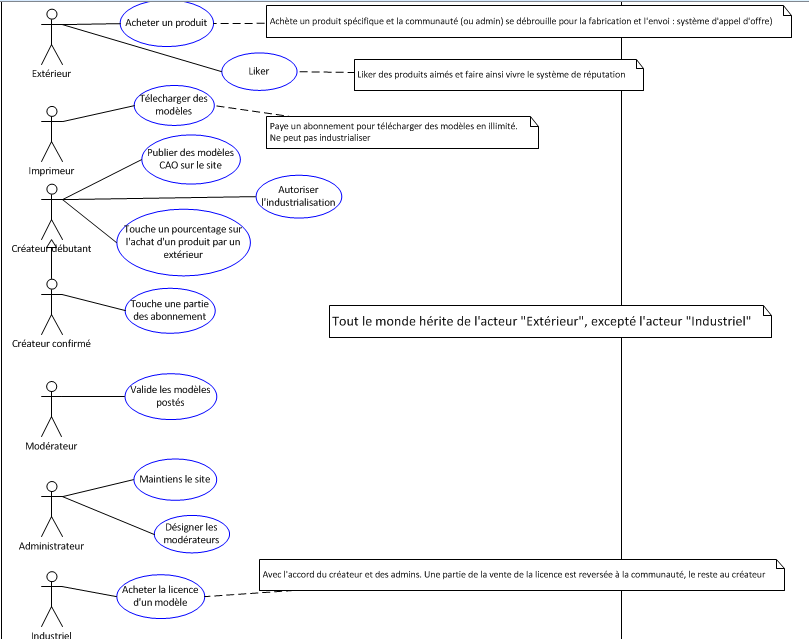 Acheter un produit
Achète un produit spécifique et la communauté (ou admin) se débrouille pour la fabrication et l'envoi : système d'appel d'offre)
Extérieur
Liker
Liker des produits aimés et faire ainsi vivre le système de réputation
Télecharger des
modèles
Paye un abonnement pour télécharger des modèles en illimité.
Ne peut pas industrialiser
Imprimeur
Publier des modèles
CAO sur le site
Autoriser
l'industrialisation
Créateur débutant
Touche un pourcentage sur
l'achat d'un produit par un
extérieur
Touche une partie
des abonnement
Créateur confirmé
Tout le monde hérite de l'acteur "Extérieur", excepté l'acteur "Industriel"
Valide les modèles
postés
Modérateur
Maintiens le site
Désigner les
modérateurs
Administrateur
Avec l'accord du créateur et des admins. Une partie de la vente de la licence est reversée à la communauté, le reste au créateur
Acheter la licence
d'un modèle
Industriel